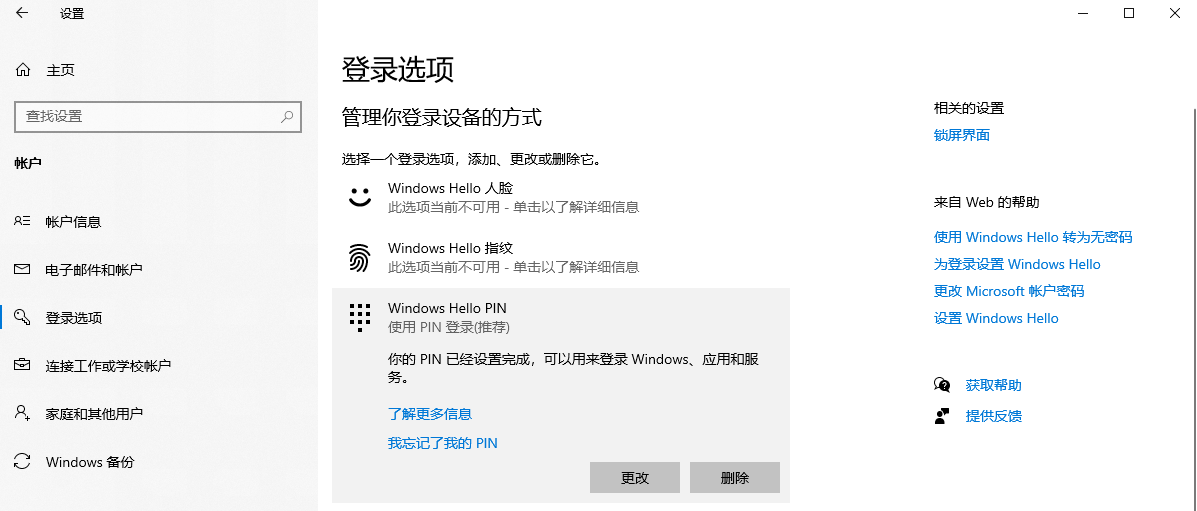 设置
主页
查找设置
帐户
帐户信息
电子邮件和帐户
登录选项
连接工作或学校帐户
家庭和其他用户
Windows 备份
登录选项
管理你登录设备的方式
选择一个登录选项，添加、更改或删除它。
Windows Hello 人脸
此选项当前不可用 - 单击以了解详细信息
Windows Hello 指纹
此选项当前不可用 - 单击以了解详细信息
Windows Hello PIN
使用 PIN 登录(推荐)
你的 PIN 已经设置完成，可以用来登录 Windows、应用和服
务。
了解更多信息
我忘记了我的 PIN
更改
删除
相关的设置
锁屏界面
来自 Web 的帮助
使用 Windows Hello 转为无密码
为登录设置 Windows Hello
更改 Microsoft 帐户密码
设置 Windows Hello
获取帮助
提供反馈